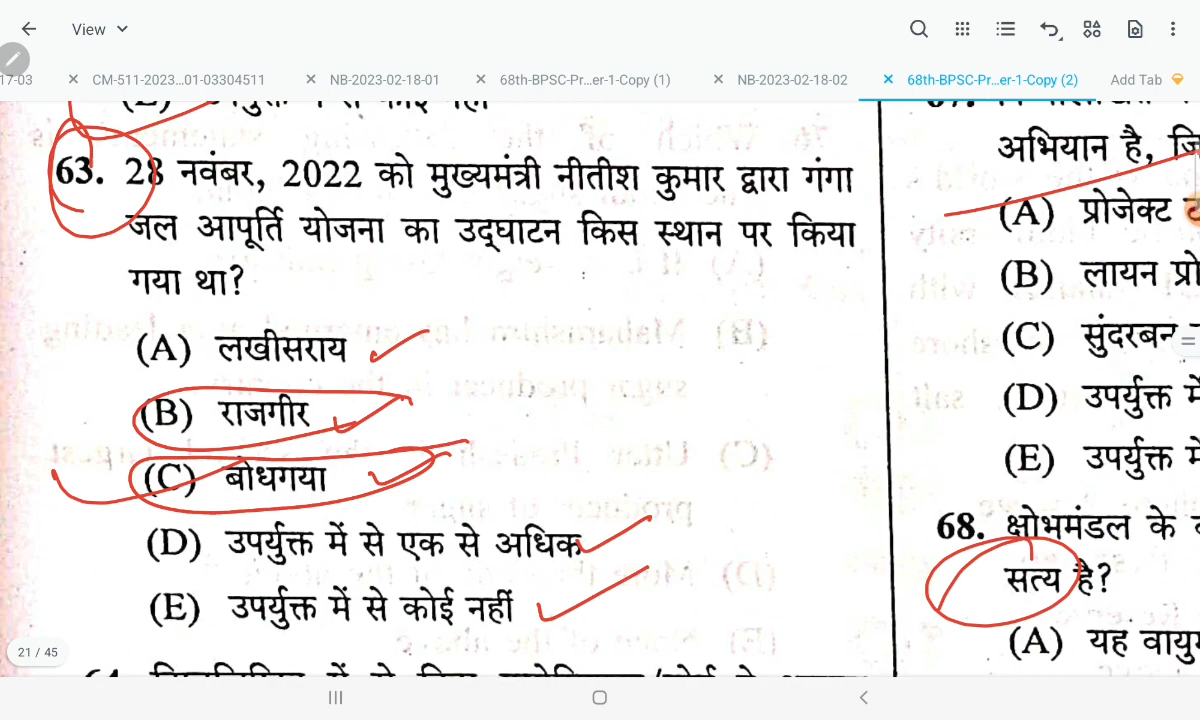 View
17-03
CM-511-2023...01-03304511
NB-2023-02-18-01
68th-BPSC-Pr...er-1-Copy (1)
NB-2023-02-18-02
68th-BPSC-Pr...er-1-Copy (2)
Add Tab
63. 28 नवंबर, 2022 को मुख्यमंत्री नीतीश कुमार द्वारा गंगा
जल आपूर्ति योजना का उद्घाटन किस स्थान पर किया
गया था?
(A) लखीसराय
(B) राजगीर
(C) बोधगया
(D) उपर्युक्त में से एक से अधिक
(E) उपर्युक्त में से कोई नहीं
अभियान है,
(A) प्रोजेक्ट
(B) लायन
(C) सुंदरबन
(D) उपर्युक्त में
(E) उपर्युक्त में
68. क्षोभमंडल के
सत्य है?
(A) यह
21 / 45